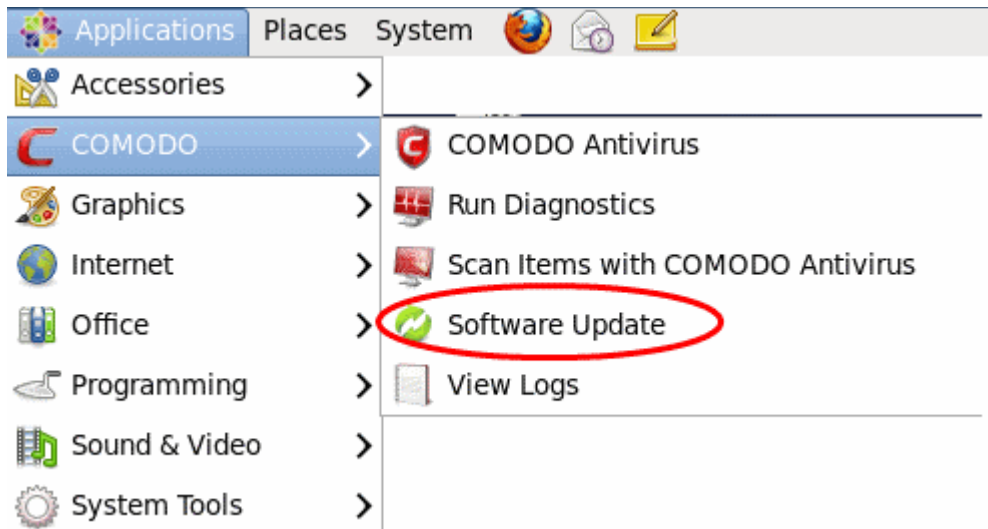 Applications Places System
Accessories
COMODO
Graphics
Internet
Office
Programming
Sound & Video
System Tools
COMODO Antivirus
Run Diagnostics
Scan Items with COMODO Antivirus
Software Update
View Logs